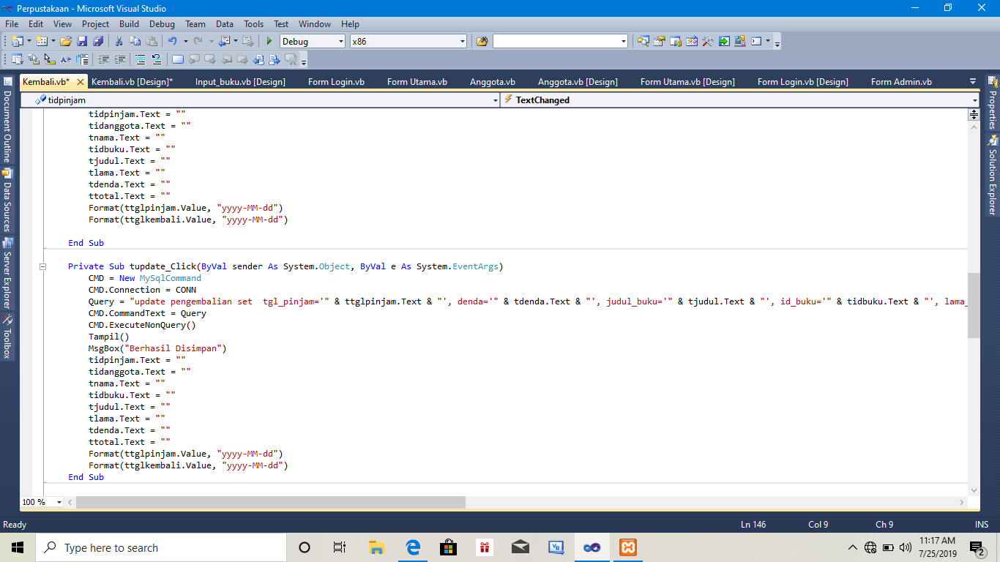 Perpustakaan - Microsoft Visual Studio
File Edit View Project Build Debug Team Data Tools Test Window Help
Debug x86
Kembali.vb* Kembali.vb [Design]* Input_buku.vb [Design] Form Login.vb Form Utama.vb Anggota.vb Anggota.vb [Design] Form Utama.vb [Design] Form Login.vb [Design] Form Admin.vb
tidpinjam TextChanged
tidpinjam.Text = ""
tidanggota.Text = ""
tnama.Text = ""
tidbuku.Text = ""
tjudul.Text = ""
tlama.Text = ""
tdenda.Text = ""
ttotal.Text = ""
Format(ttglpinjam.Value, "yyyy-MM-dd")
Format(ttglkembali.Value, "yyyy-MM-dd")
End Sub
Private Sub tupdate_Click(ByVal sender As System.Object, ByVal e As System.EventArgs)
CMD = New MySqlCommand
CMD.Connection = CONN
Query = "update pengembalian set  tgl_pinjam='" & ttglpinjam.Text & "', denda='" & tdenda.Text & "', judul_buku='" & tjudul.Text & "', id_buku='" & tidbuku.Text & "', lama_
CMD.CommandText = Query
CMD.ExecuteNonQuery()
Tampil()
MsgBox("Berhasil Disimpan")
tidpinjam.Text = ""
tidanggota.Text = ""
tnama.Text = ""
tidbuku.Text = ""
tjudul.Text = ""
tlama.Text = ""
tdenda.Text = ""
ttotal.Text = ""
Format(ttglpinjam.Value, "yyyy-MM-dd")
Format(ttglkembali.Value, "yyyy-MM-dd")
End Sub
100 %
Document Outline
Data Sources
Server Explorer
Toolbox
Properties
Solution Explorer
Ready Ln 146 Col 9 Ch 9 INS
Type here to search
VB
11:17 AM
7/25/2019
2